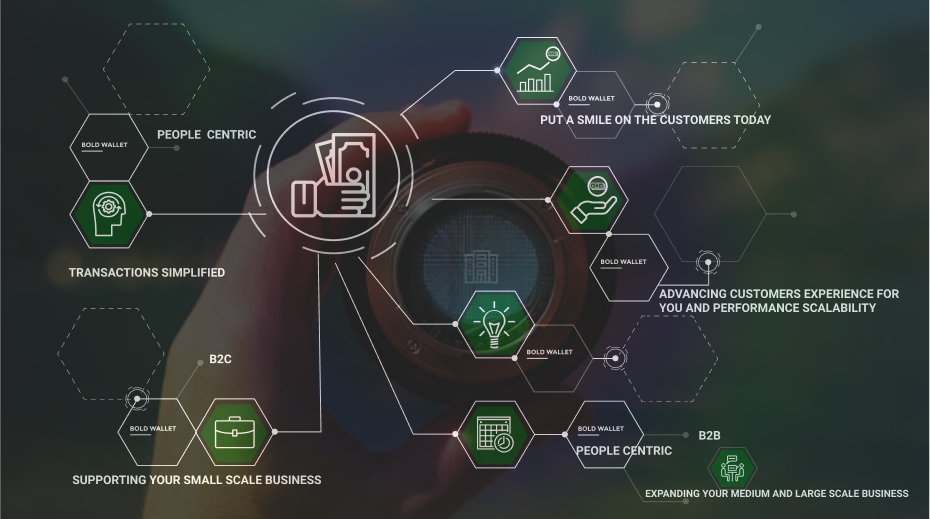 BOLD WALLET
PUT A SMILE ON THE CUSTOMERS TODAY
PEOPLE CENTRIC
BOLD WALLET
TRANSACTIONS SIMPLIFIED
BOLD WALLET
ADVANCING CUSTOMERS EXPERIENCE FOR
YOU AND PERFORMANCE SCALABILITY
BOLD WALLET
B2C
BOLD WALLET
SUPPORTING YOUR SMALL SCALE BUSINESS
BOLD WALLET
B2B
PEOPLE CENTRIC
EXPANDING YOUR MEDIUM AND LARGE SCALE BUSINESS